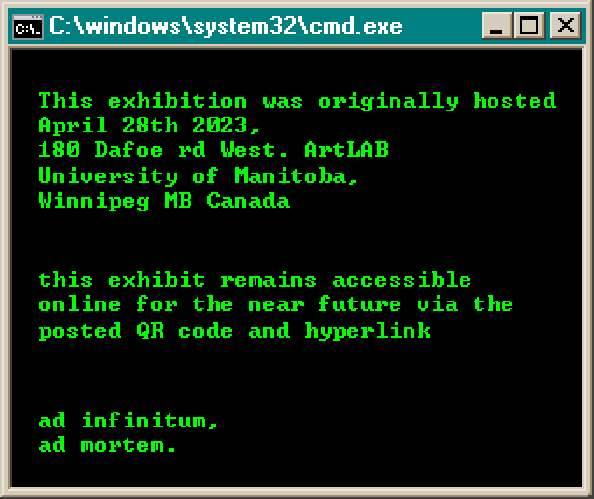 C:\windows\system32\cmd.exe
This exhibition was originally hosted
April 28th 2023,
180 Dafoe rd West. ArtLAB
University of Manitoba,
Winnipeg MB Canada
this exhibit remains accessible
online for the near future via the
posted QR code and hyperlink
ad infinitum,
ad mortem.